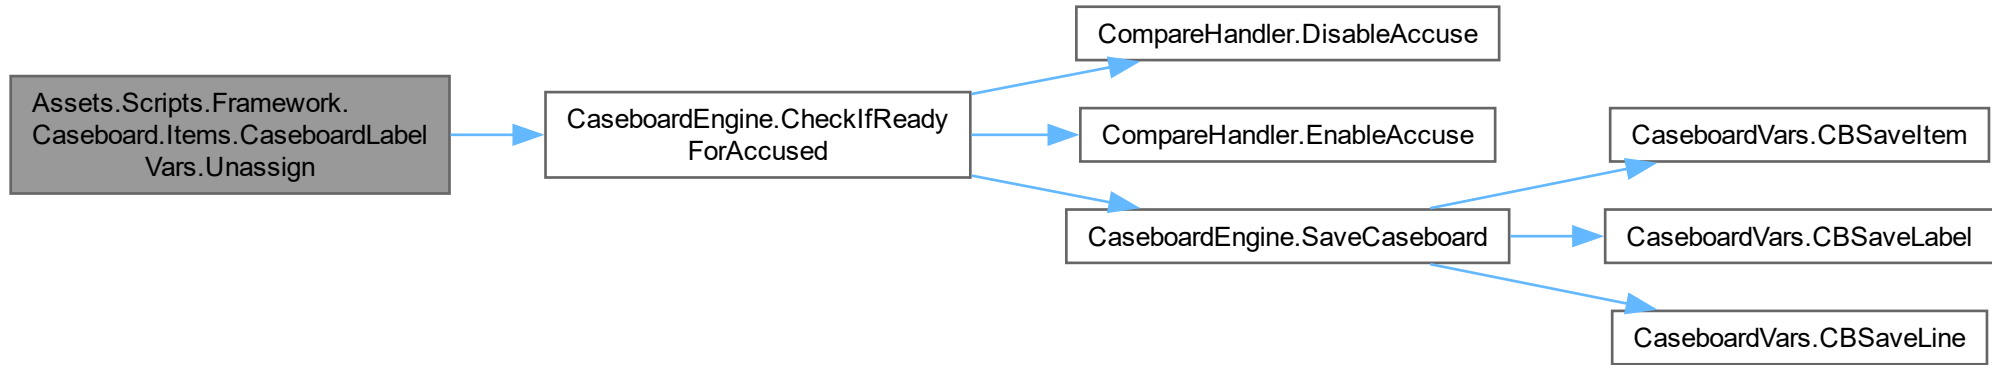 Assets.Scripts.Framework.
Caseboard.Items.CaseboardLabel
Vars.Unassign
CaseboardEngine.CheckIfReady
ForAccused
CompareHandler.DisableAccuse
CompareHandler.EnableAccuse
CaseboardEngine.SaveCaseboard
CaseboardVars.CBSaveItem
CaseboardVars.CBSaveLabel
CaseboardVars.CBSaveLine